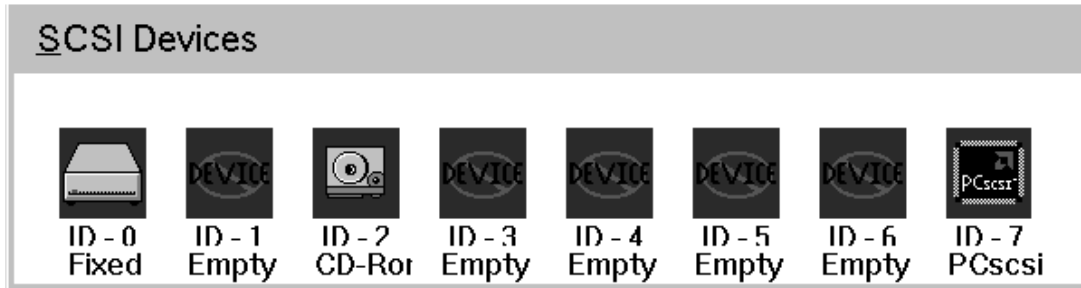 SCSI Devices
DEVICE DEVICE DEVICE DEVICE DEVICE PCscsi
ID - 0 ID - 1 ID - 2 ID - 3 ID - 4 ID - 5 ID - 6 ID - 7
Fixed Empty CD-Ror Empty Empty Empty Empty PCscsi